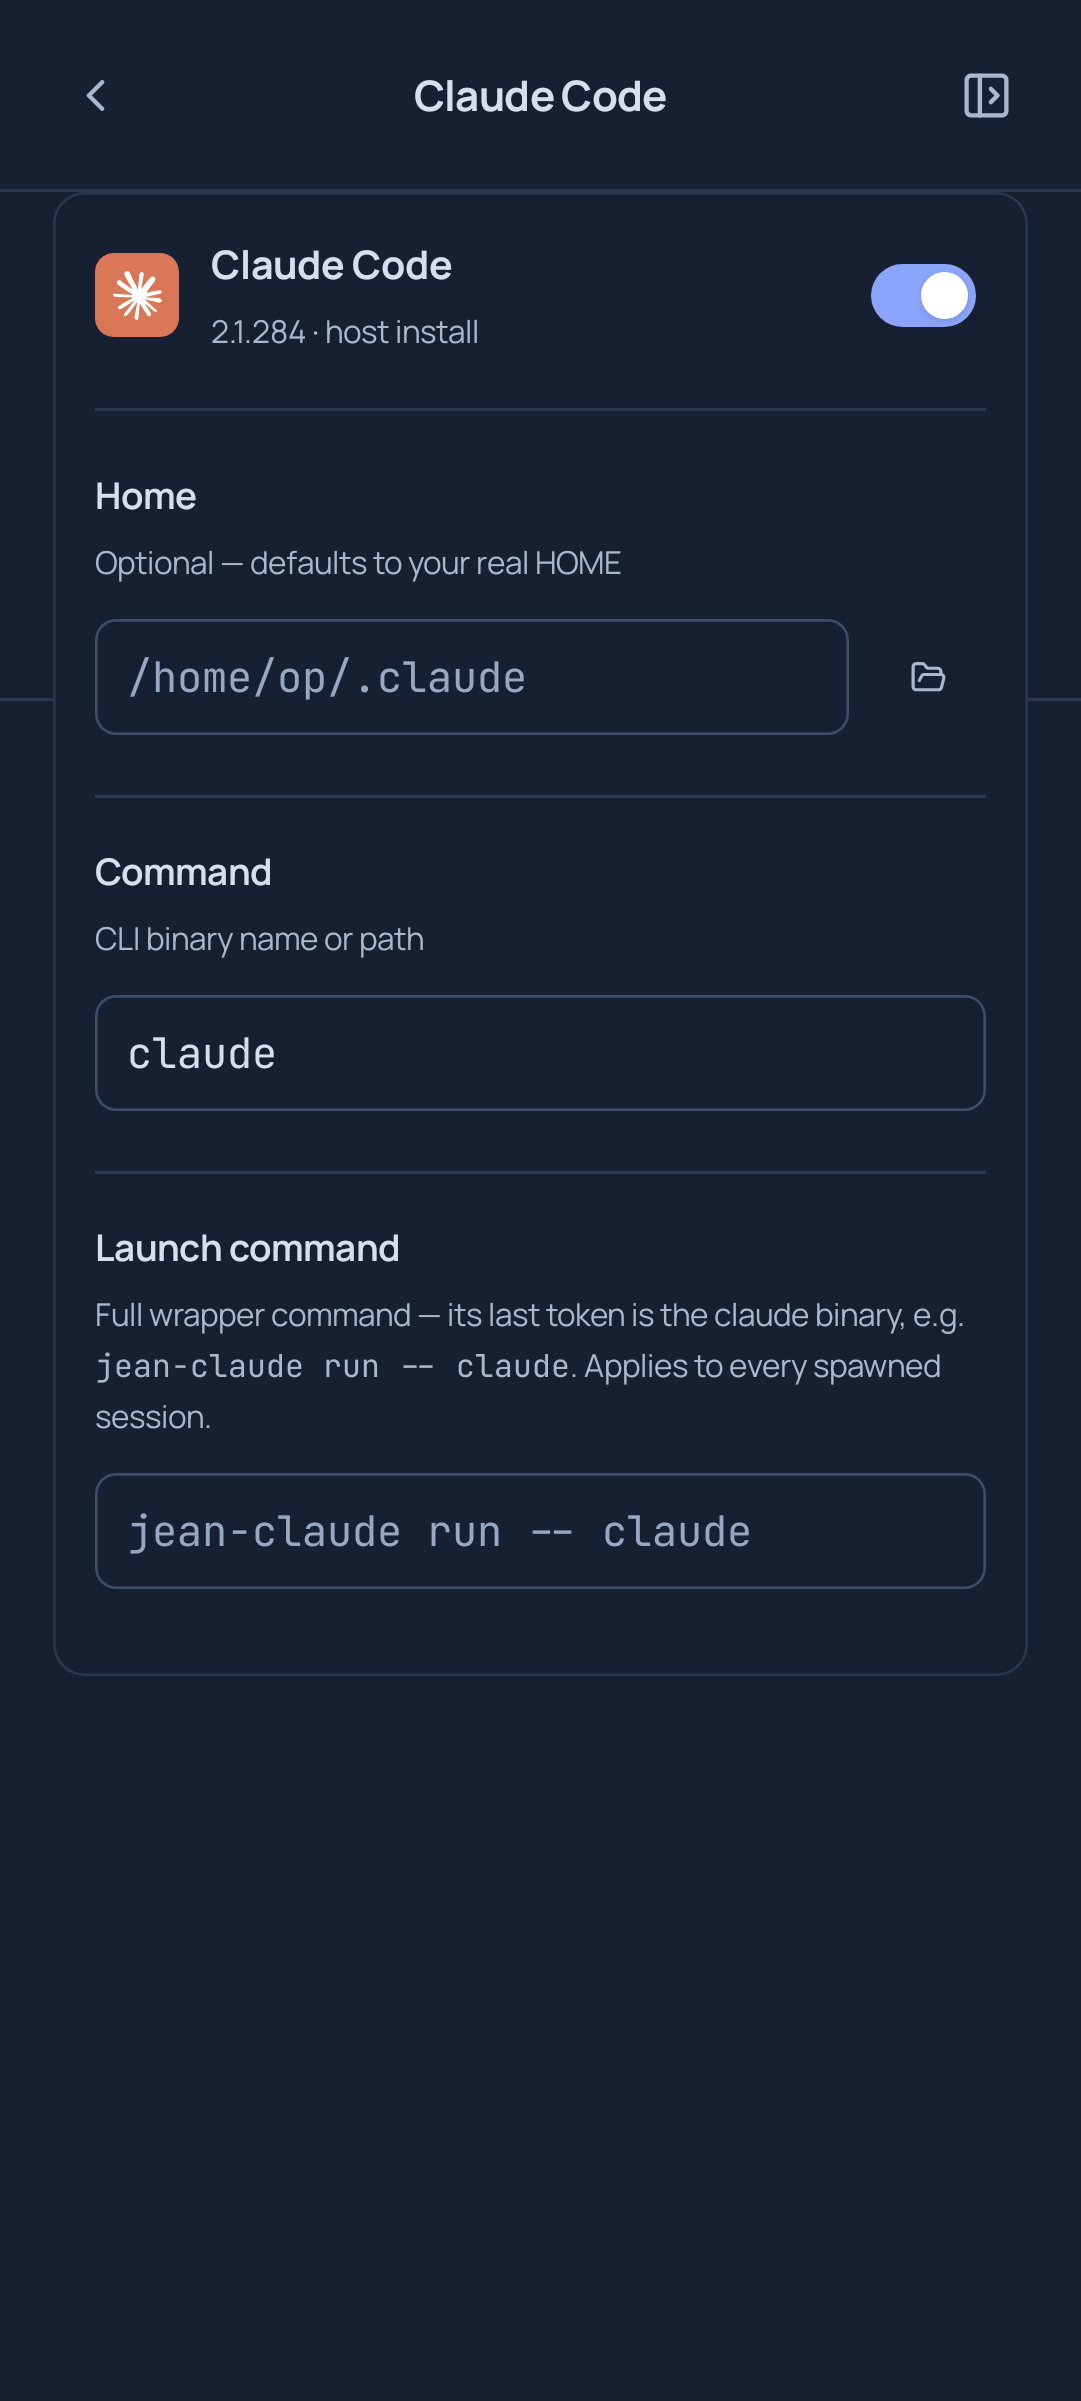 Claude Code
Claude Code
2.1.284 · host install
Home
Optional — defaults to your real HOME
/home/op/.claude
Command
CLI binary name or path
claude
Launch command
Full wrapper command — its last token is the claude binary, e.g.
jean-claude run -- claude. Applies to every spawned
session.
jean-claude run -- claude